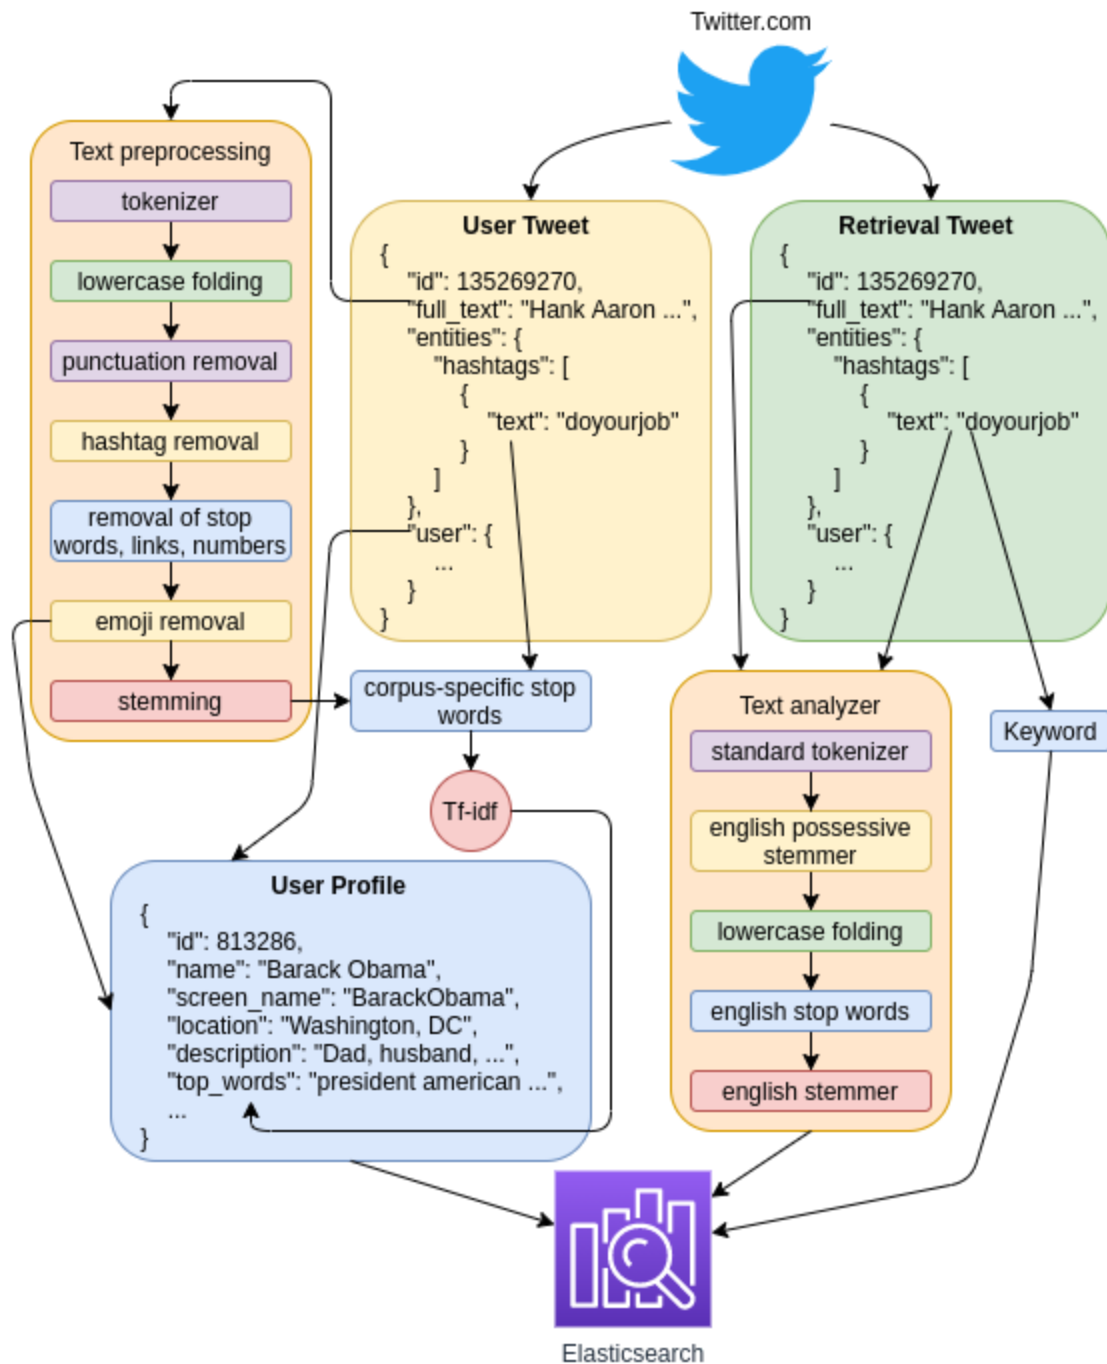 Twitter.com
Text preprocessing
tokenizer
lowercase folding
punctuation removal
hashtag removal
removal of stop
words, links, numbers
emoji removal
stemming
User Tweet
{
"id": 135269270,
"full_text": "Hank Aaron ...",
"entities": {
"hashtags": [
{
"text": "doyourjob"
}
]
},
"user": {
...
}
}
Retrieval Tweet
{
"id": 135269270,
"full_text": "Hank Aaron ...",
"entities": {
"hashtags": [
{
"text": "doyourjob"
}
]
},
"user": {
...
}
}
corpus-specific stop
words
Tf-idf
User Profile
{
"id": 813286,
"name": "Barack Obama",
"screen_name": "BarackObama",
"location": "Washington, DC",
"description": "Dad, husband, ...",
"top_words": "president american ...",
...
}
Text analyzer
standard tokenizer
english possessive
stemmer
lowercase folding
english stop words
english stemmer
Keyword
Elasticsearch